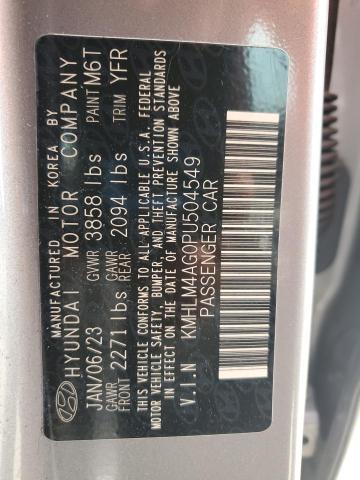 MANUFACTURED IN KOREA BY
HYUNDAI MOTOR COMPANY
JAN/06/23 GVWR 3858 lbs PAINT M6T
GAWR FRONT 2271 lbs GAWR REAR 2094 lbs TRIM YFR
THIS VEHICLE CONFORMS TO ALL APPLICABLE U.S.A. FEDERAL
MOTOR VEHICLE SAFETY, BUMPER, AND THEFT PREVENTION STANDARDS
IN EFFECT ON THE DATE OF MANUFACTURE SHOWN ABOVE
V.I.N KMHLM4AG0PU504549
PASSENGER CAR